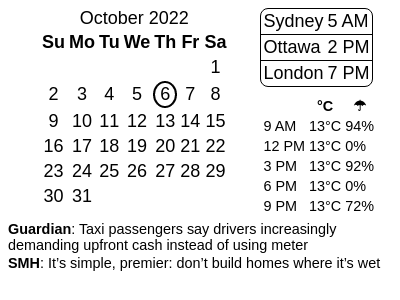 October 2022
Su Mo Tu We Th Fr Sa
1
2 3 4 5 6 7 8
9 10 11 12 13 14 15
16 17 18 19 20 21 22
23 24 25 26 27 28 29
30 31
Sydney 5 AM
Ottawa 2 PM
London 7 PM
°C ☂
9 AM 13°C 94%
12 PM 13°C 0%
3 PM 13°C 92%
6 PM 13°C 0%
9 PM 13°C 72%
Guardian: Taxi passengers say drivers increasingly
demanding upfront cash instead of using meter
SMH: It’s simple, premier: don’t build homes where it’s wet